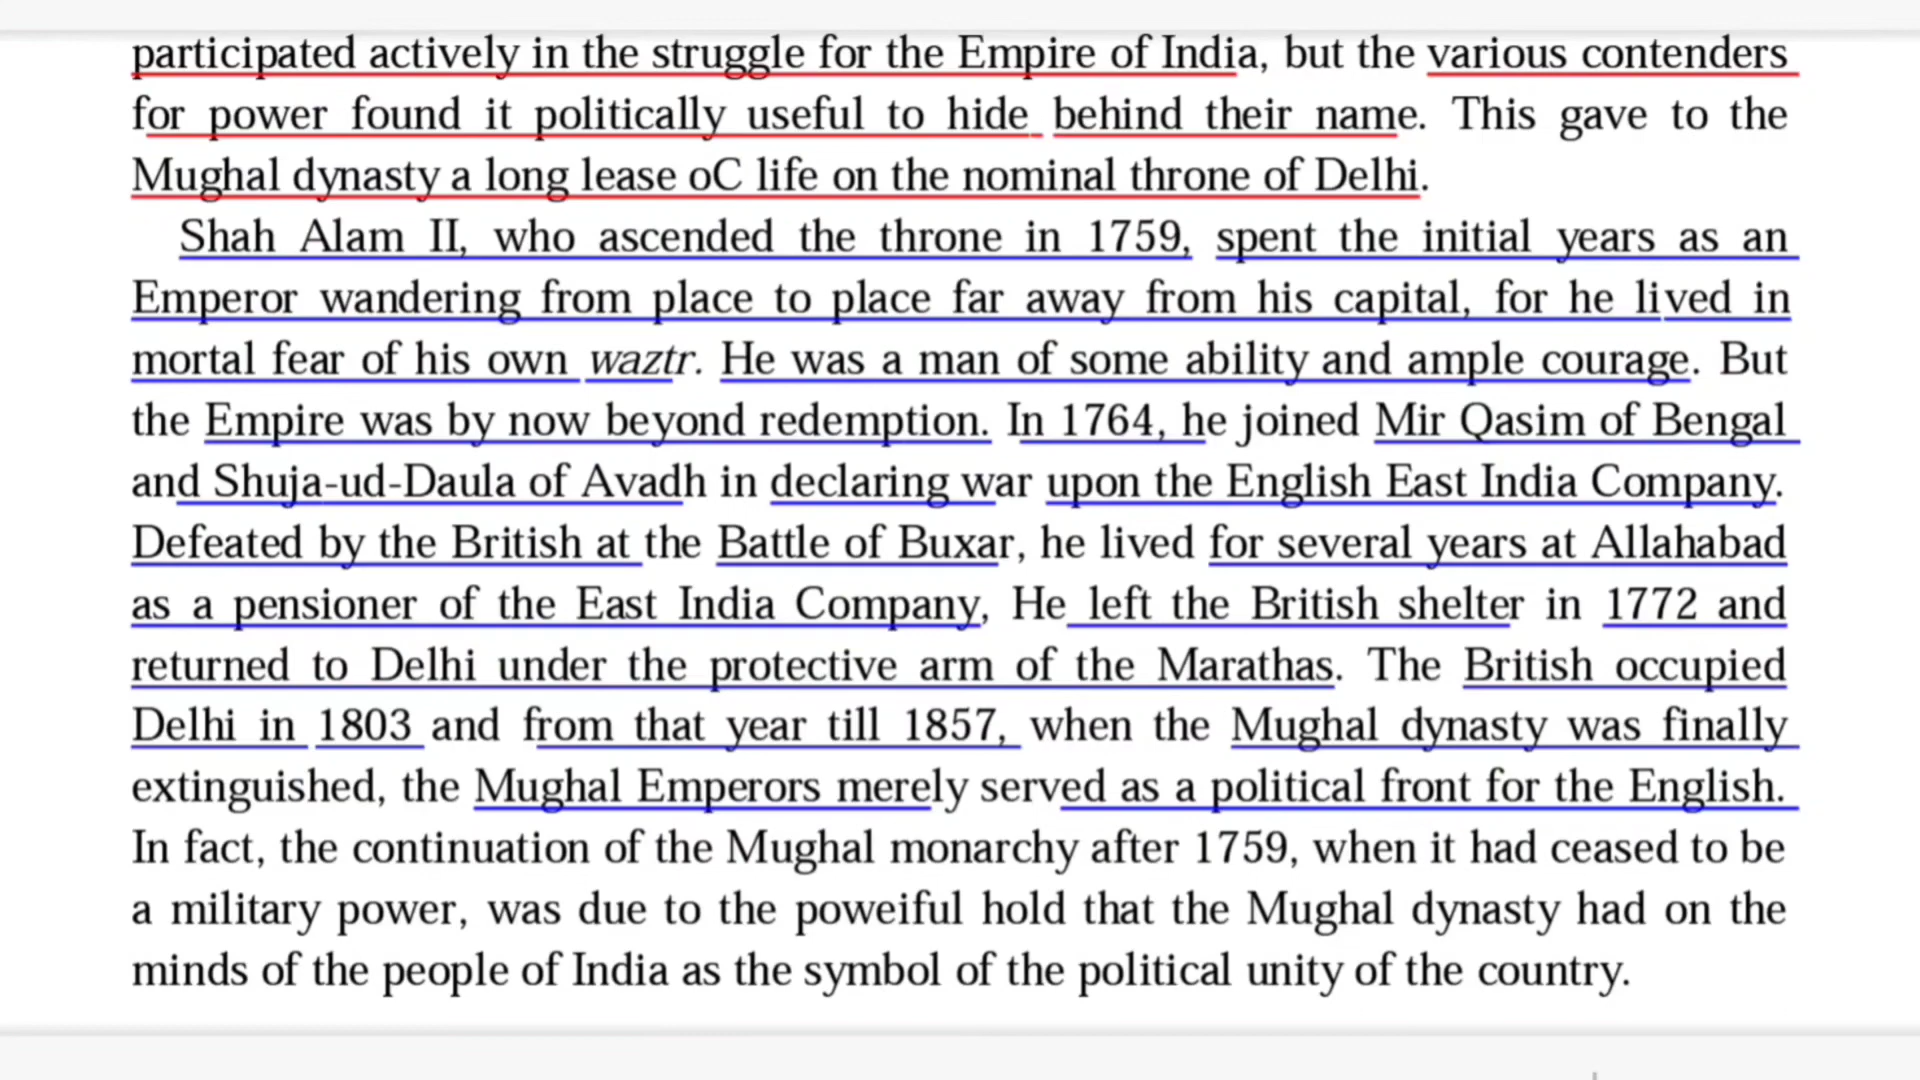 participated actively in the struggle for the Empire of India, but the various contenders
for power found it politically useful to hide behind their name. This gave to the
Mughal dynasty a long lease oC life on the nominal throne of Delhi.
Shah Alam II, who ascended the throne in 1759, spent the initial years as an
Emperor wandering from place to place far away from his capital, for he lived in
mortal fear of his own waztr. He was a man of some ability and ample courage. But
the Empire was by now beyond redemption. In 1764, he joined Mir Qasim of Bengal
and Shuja-ud-Daula of Avadh in declaring war upon the English East India Company.
Defeated by the British at the Battle of Buxar, he lived for several years at Allahabad
as a pensioner of the East India Company, He left the British shelter in 1772 and
returned to Delhi under the protective arm of the Marathas. The British occupied
Delhi in 1803 and from that year till 1857, when the Mughal dynasty was finally
extinguished, the Mughal Emperors merely served as a political front for the English.
In fact, the continuation of the Mughal monarchy after 1759, when it had ceased to be
a military power, was due to the poweiful hold that the Mughal dynasty had on the
minds of the people of India as the symbol of the political unity of the country.